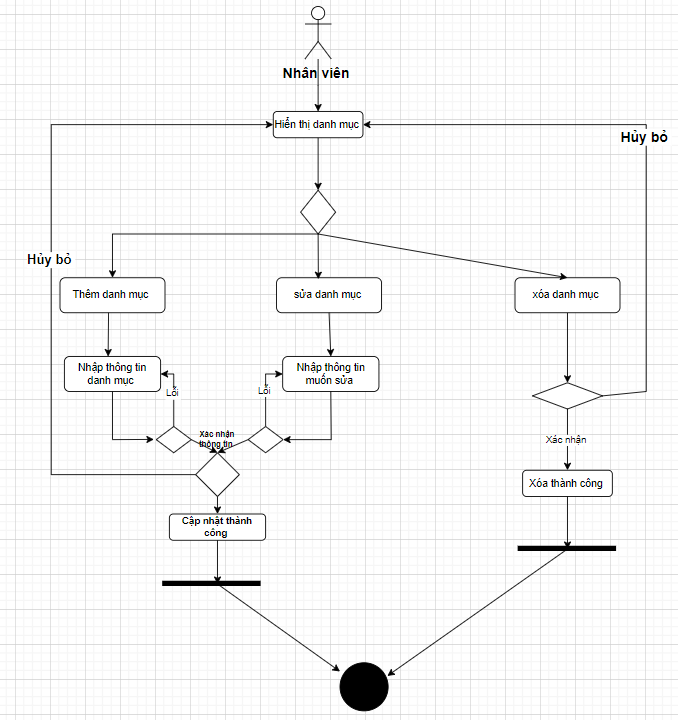 Nhân viên
Hiển thị danh mục
Hủy bỏ
Hủy bỏ
Thêm danh mục
sửa danh mục
xóa danh mục
Nhập thông tin
danh mục
Nhập thông tin
muốn sửa
Lỗi
Lỗi
Xác nhận
thông tin
Xác nhận
Xóa thành công
Cập nhật thành
công